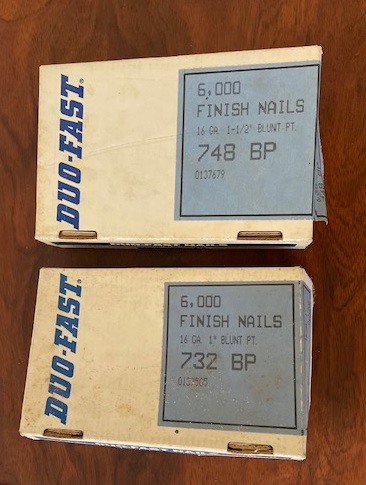 DUO-FAST®
6,000
FINISH NAILS
16 GA 1-1/2" BLUNT PT.
748 BP
0137679
DUO-FAST®
6,000
FINISH NAILS
16 GA 1" BLUNT PT.
732 BP